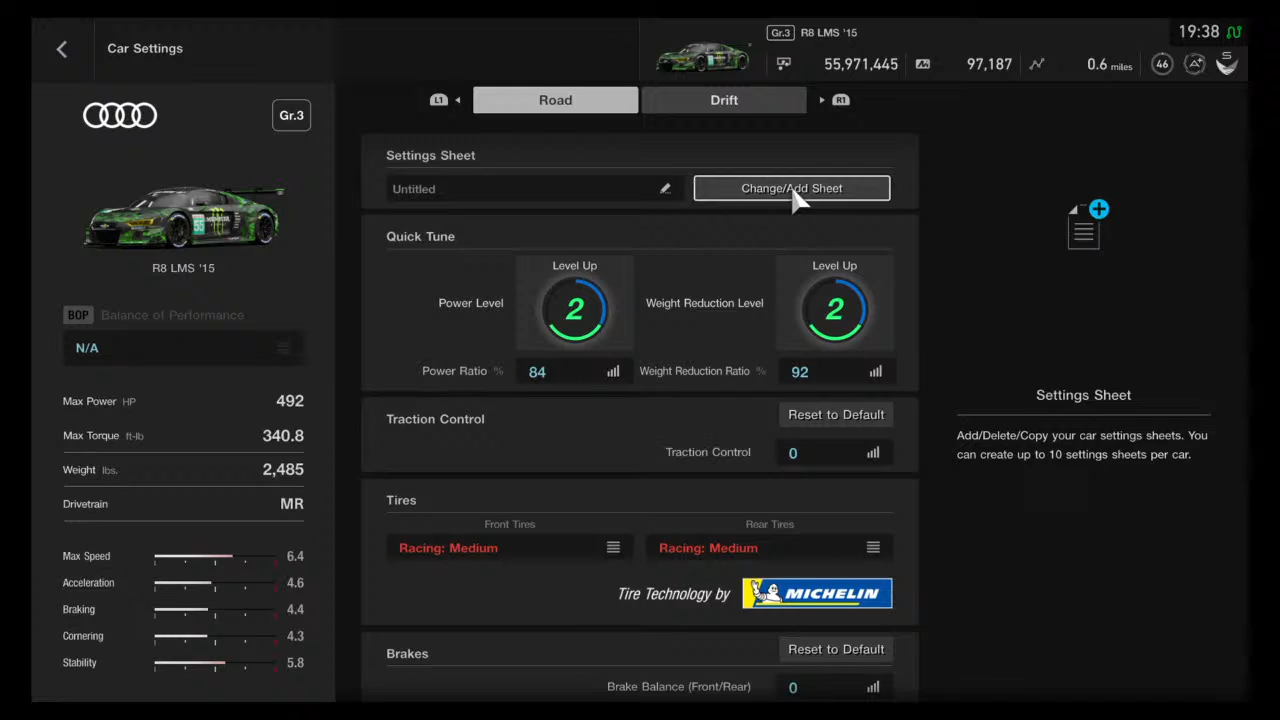 Car Settings
Gr.3 R8 LMS '15
19:38
55,971,445
97,187
0.6 miles
46
S
L1
Road
Drift
R1
Gr.3
R8 LMS '15
BOP Balance of Performance
N/A
Max Power HP 492
Max Torque ft-lb 340.8
Weight lbs. 2,485
Drivetrain MR
Max Speed 6.4
Acceleration 4.6
Braking 4.4
Cornering 4.3
Stability 5.8
Settings Sheet
Untitled
Change/Add Sheet
Quick Tune
Level Up
Level Up
Power Level 2
Weight Reduction Level 2
Power Ratio % 84
Weight Reduction Ratio % 92
Traction Control
Reset to Default
Traction Control 0
Tires
Front Tires
Rear Tires
Racing: Medium
Racing: Medium
Tire Technology by MICHELIN
Brakes
Reset to Default
Brake Balance (Front/Rear) 0
Settings Sheet
Add/Delete/Copy your car settings sheets. You
can create up to 10 settings sheets per car.